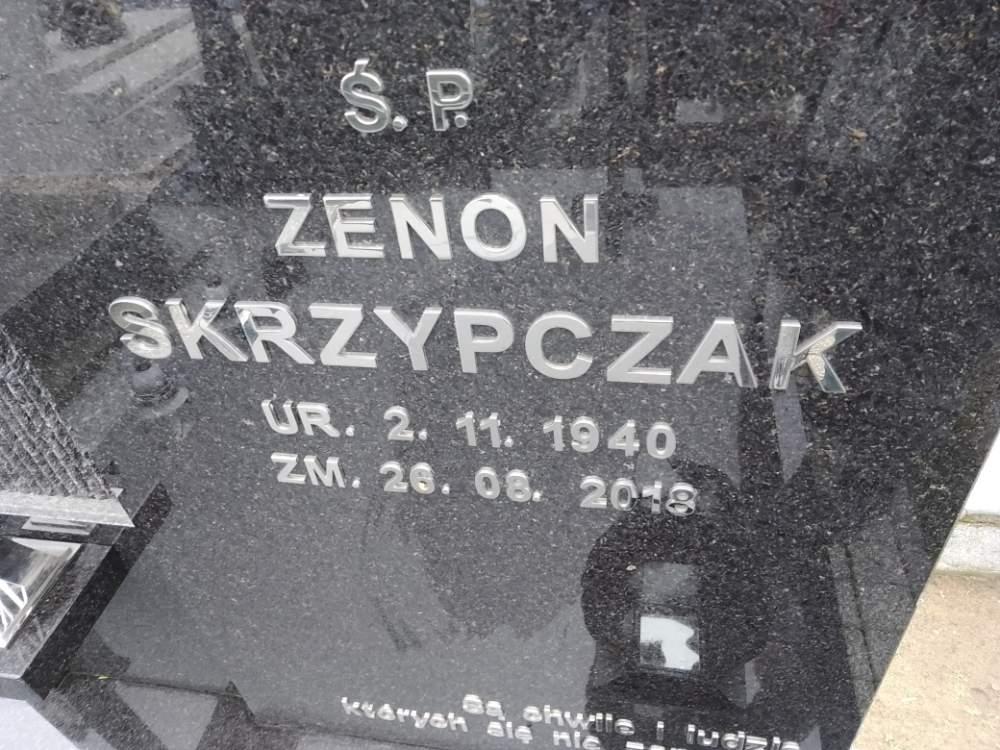 Ś. P.
ZENON
SKRZYPCZAK
UR. 2. 11. 1940
ZM. 26. 08. 2018
Są chwile i ludzie
których się nie